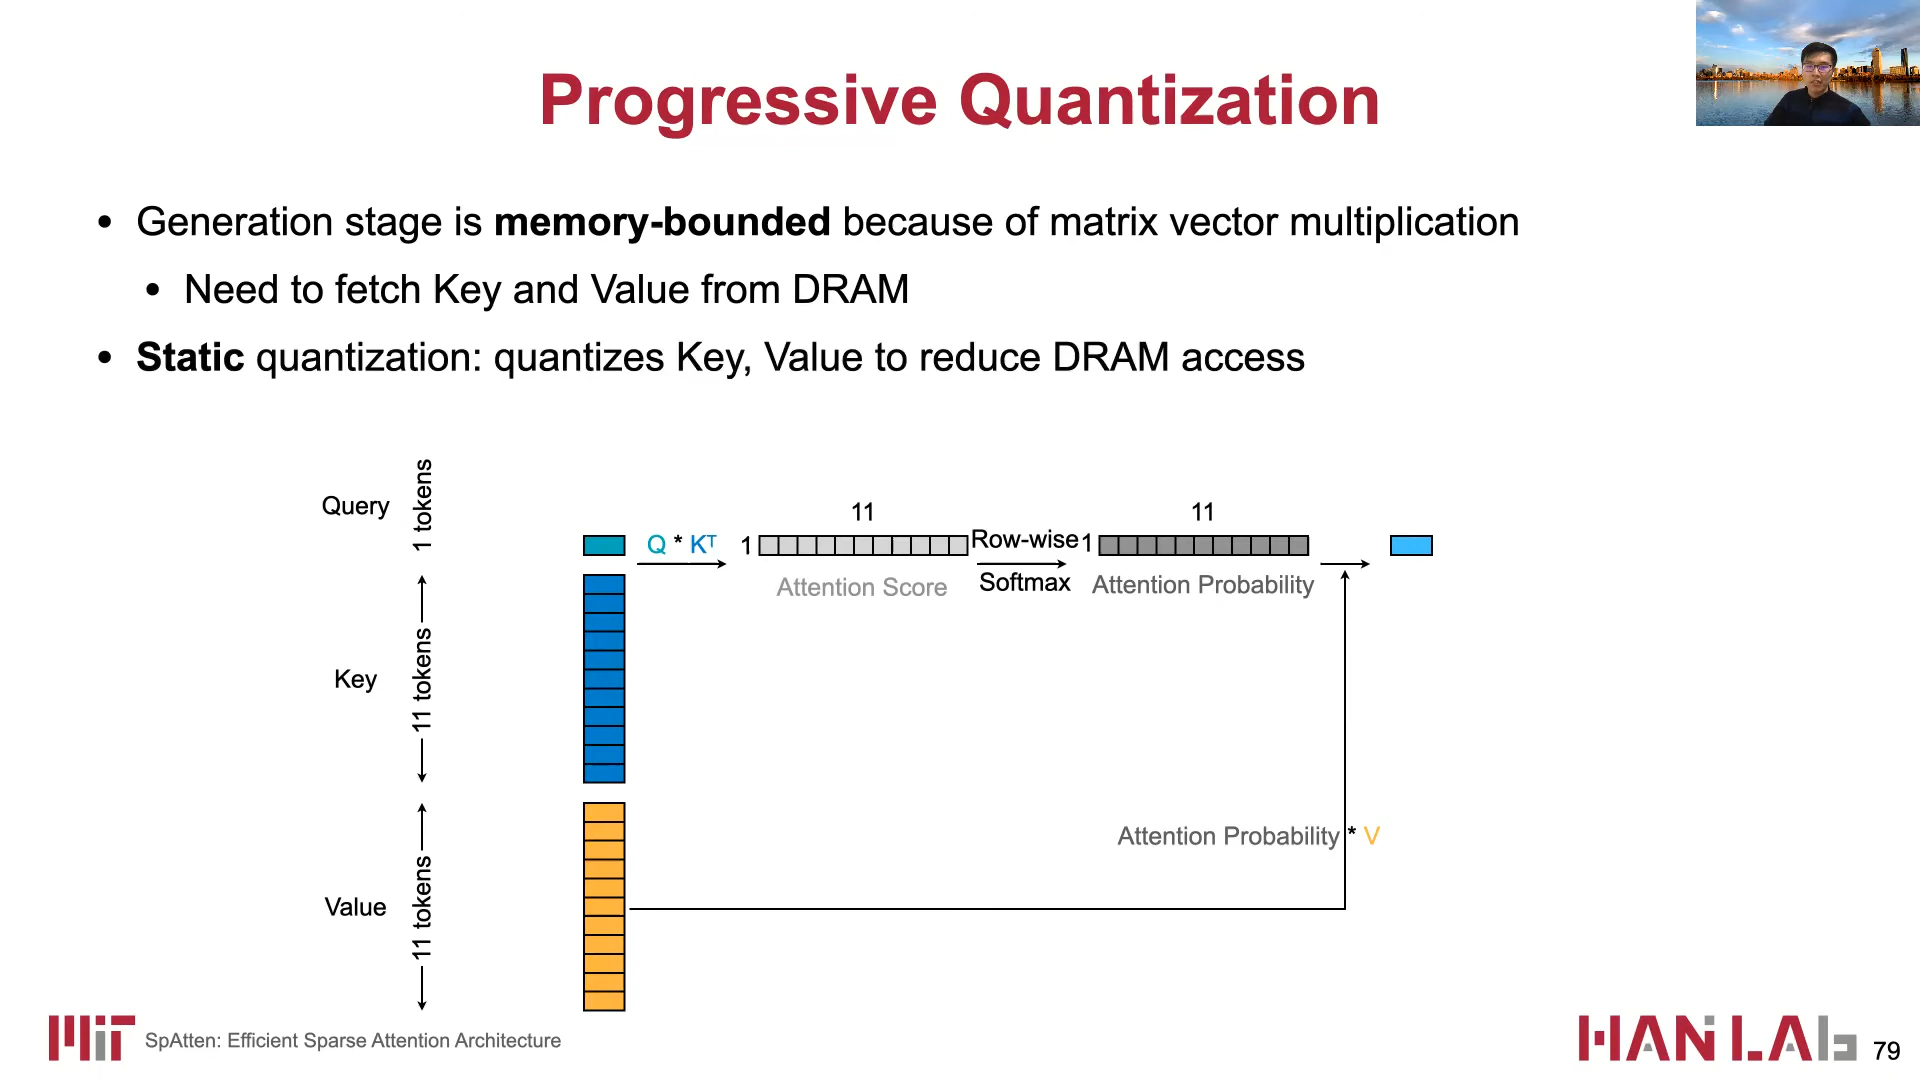 Progressive Quantization
• Generation stage is memory-bounded because of matrix vector multiplication
• Need to fetch Key and Value from DRAM
• Static quantization: quantizes Key, Value to reduce DRAM access
Query
1 tokens
Q * Kᵀ
1
11
Attention Score
Row-wise
Softmax
1
11
Attention Probability
Key
11 tokens
Attention Probability * V
Value
11 tokens
MIT
SpAtten: Efficient Sparse Attention Architecture
HAN LAb
79